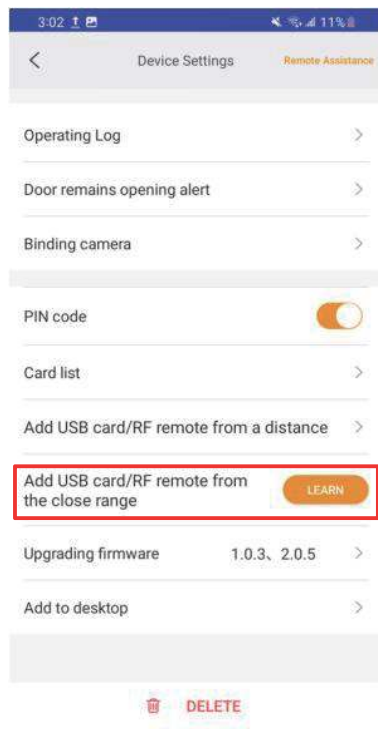 3:02 11%
Device Settings Remote Assistance
Operating Log
Door remains opening alert
Binding camera
PIN code
Card list
Add USB card/RF remote from a distance
Add USB card/RF remote from
the close range LEARN
Upgrading firmware 1.0.3、2.0.5
Add to desktop
DELETE